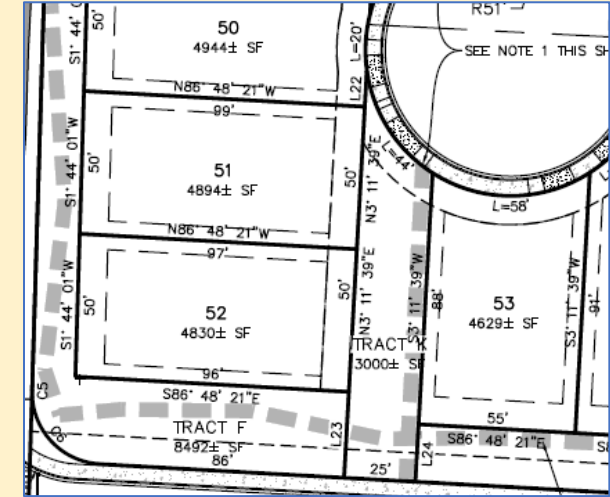 R51'
50
4944± SF
50'
S1° 44' 01"W
L=20'
SEE NOTE 1 THIS SH
N86° 48' 21"W
L22
99'
51
4894± SF
50'
S1° 44' 01"W
50'
N3° 11' 39"E
L=44'
L=58'
N86° 48' 21"W
97'
52
4830± SF
50'
S1° 44' 01"W
50'
N3° 11' 39"E
TRACT K
3000± SF
S3° 11' 39"W
88'
53
4629± SF
S3° 11' 39"W
91'
96'
S86° 48' 21"E
C5
TRACT F
8492± SF
86'
L23
25'
L24
55'
S86° 48' 21"E
S8